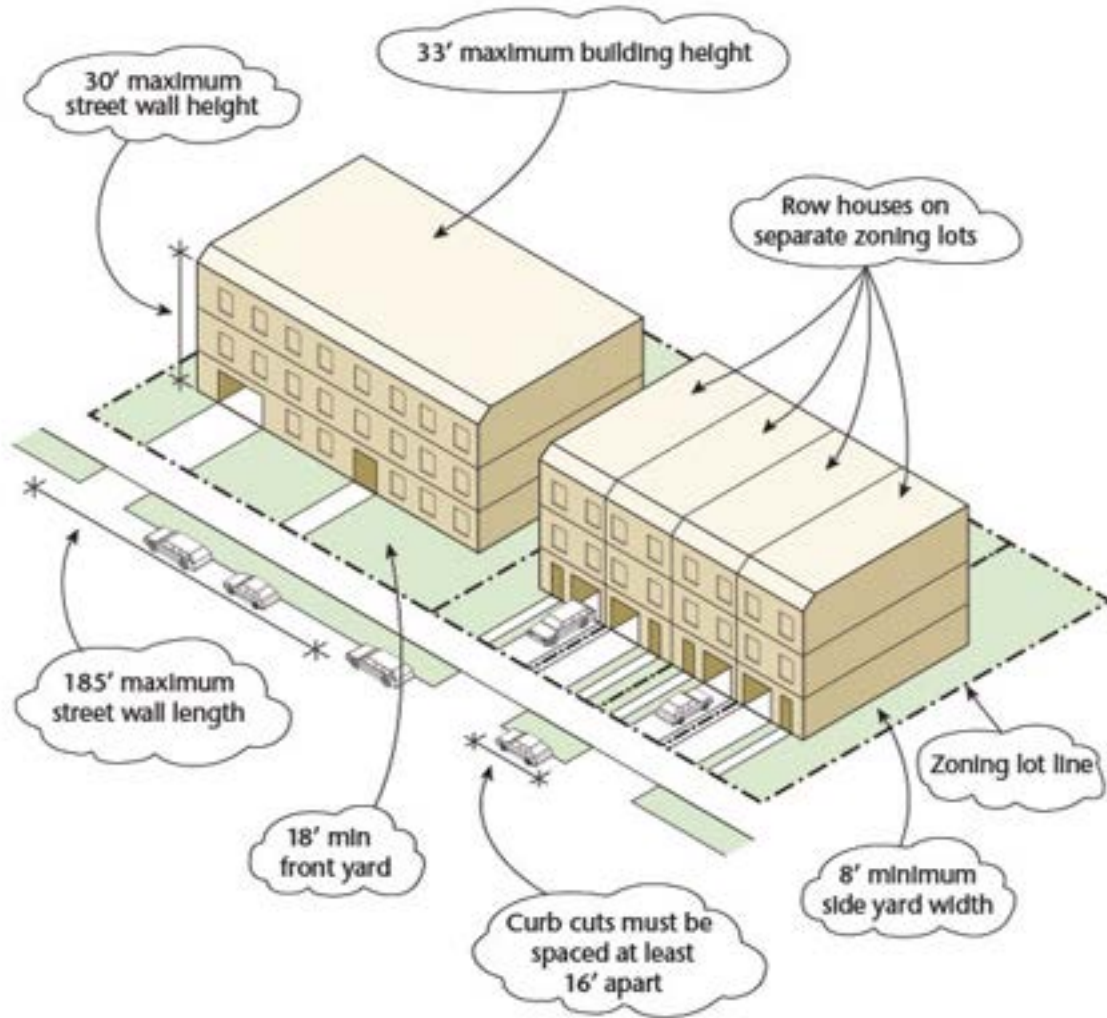 30' maximum
street wall height
33' maximum building height
Row houses on
separate zoning lots
185' maximum
street wall length
18' min
front yard
Curb cuts must be
spaced at least
16' apart
8' minimum
side yard width
Zoning lot line